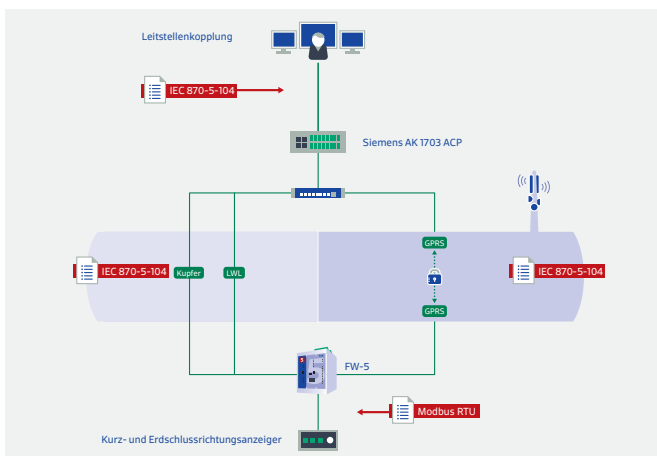 Leitstellenkopplung
IEC 870-5-104
Siemens AK 1703 ACP
GPRS
IEC 870-5-104
Kupfer
LWL
IEC 870-5-104
GPRS
FW-5
Modbus RTU
Kurz- und Erdschlussrichtungsanzeiger